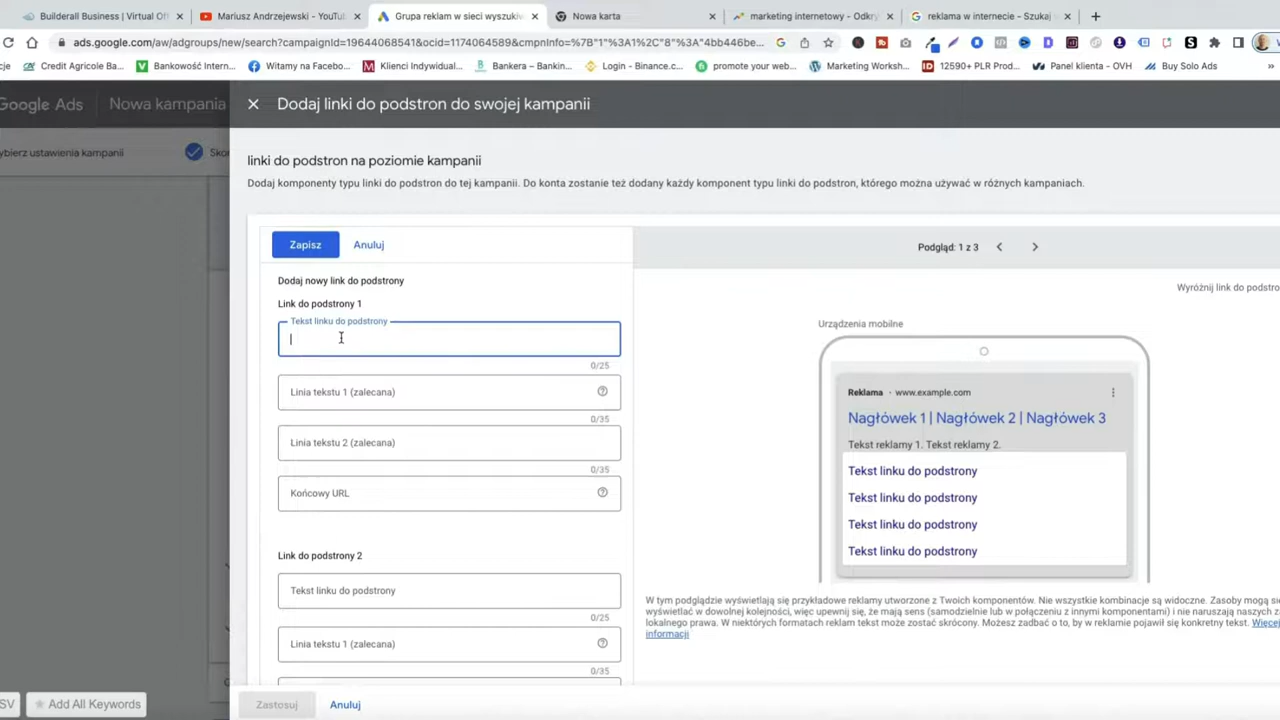 Builderall Business | Virtual Of
Mariusz Andrzejewski - YouTu
Grupa reklam w sieci wyszukiw
Nowa karta
marketing internetowy - Odkry
reklama w internecie - Szukaj
ads.google.com/aw/adgroups/new/search?campaignId=19644068541&ocid=1174064589&cmpnInfo=%7B"1"%3A1%2C"8"%3A"4bb446be...
cje
Credit Agricole Ba...
Bankowość Intern...
Witamy na Facebo...
Klienci Indywidual...
Bankera – Bankin...
Login - Binance.c...
promote your web...
Marketing Worksh...
12590+ PLR Prod...
Panel klienta - OVH
Buy Solo Ads
»
Google Ads
Nowa kampania
Dodaj linki do podstron do swojej kampanii
ybierz ustawienia kampanii
Sko
linki do podstron na poziomie kampanii
Dodaj komponenty typu linki do podstron do tej kampanii. Do konta zostanie też dodany każdy komponent typu linki do podstron, którego można używać w różnych kampaniach.
Zapisz
Anuluj
Podgląd: 1 z 3
Dodaj nowy link do podstrony
Wyróżnij link do podstro
Link do podstrony 1
Tekst linku do podstrony
0/25
Linia tekstu 1 (zalecana)
0/35
Linia tekstu 2 (zalecana)
0/35
Końcowy URL
Link do podstrony 2
Tekst linku do podstrony
0/25
Linia tekstu 1 (zalecana)
0/35
Urządzenia mobilne
Reklama · www.example.com
Nagłówek 1 | Nagłówek 2 | Nagłówek 3
Tekst reklamy 1. Tekst reklamy 2.
Tekst linku do podstrony
Tekst linku do podstrony
Tekst linku do podstrony
Tekst linku do podstrony
W tym podglądzie wyświetlają się przykładowe reklamy utworzone z Twoich komponentów. Nie wszystkie kombinacje są widoczne. Zasoby mogą si
wyświetlać w dowolnej kolejności, więc upewnij się, że mają sens (samodzielnie lub w połączeniu z innymi komponentami) i nie naruszają naszych z
lokalnego prawa. W niektórych formatach reklam tekst może zostać skrócony. Możesz zadbać o to, by w reklamie pojawił się konkretny tekst. Więcej
informacji
SV
Add All Keywords
Zastosuj
Anuluj